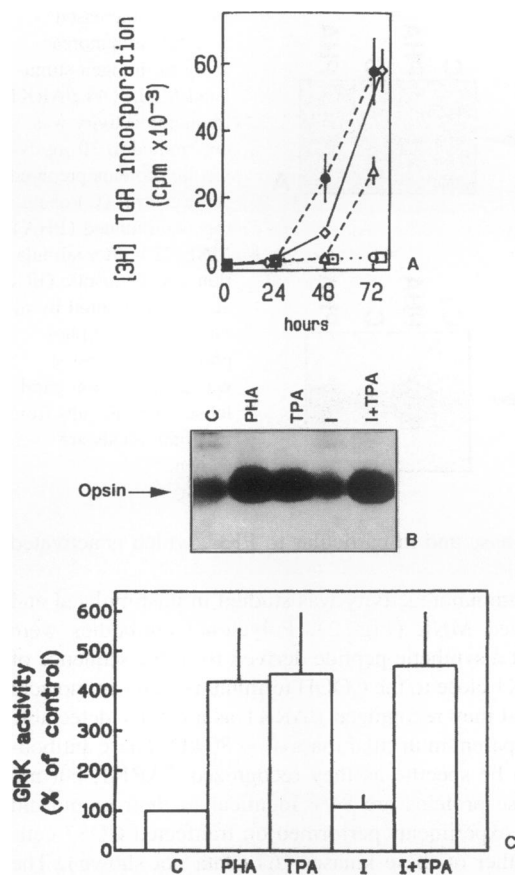 [3H] TdR incorporation
(cpm x10-3)
60
40
20
0
0
24
48
72
hours
A
C
PHA
TPA
I
I+TPA
Opsin
B
GRK activity
(% of control)
600
500
400
300
200
100
0
C
PHA
TPA
I
I+TPA
C